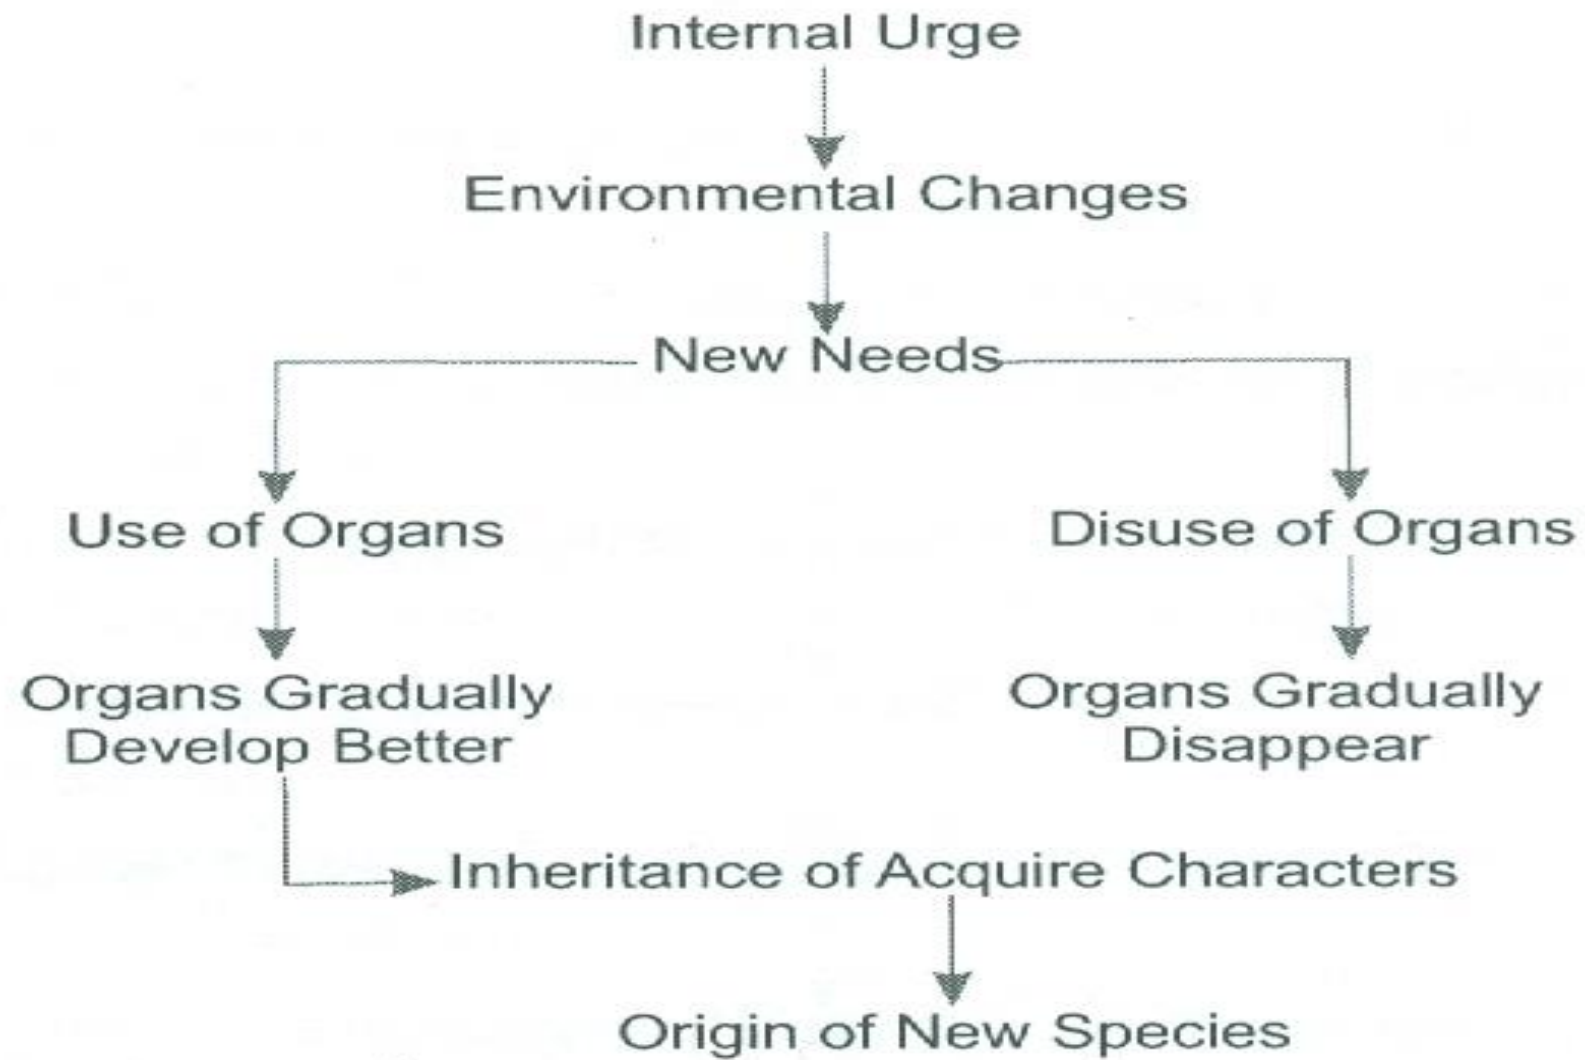 Internal Urge
Environmental Changes
New Needs
Use of Organs
Disuse of Organs
Organs Gradually
Develop Better
Organs Gradually
Disappear
Inheritance of Acquire Characters
Origin of New Species